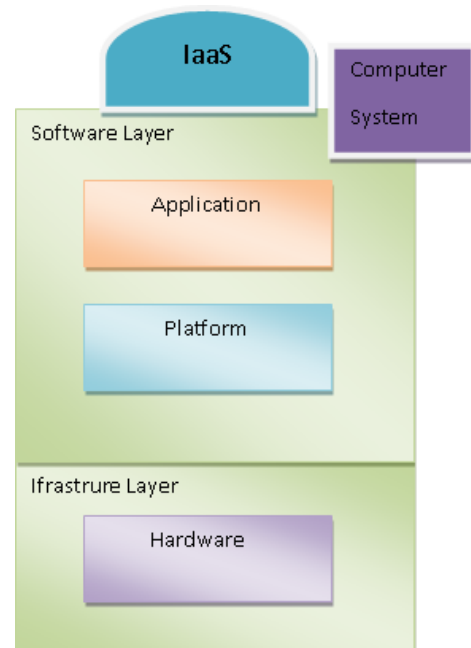 IaaS
Computer
System
Software Layer
Application
Platform
Ifrastrure Layer
Hardware